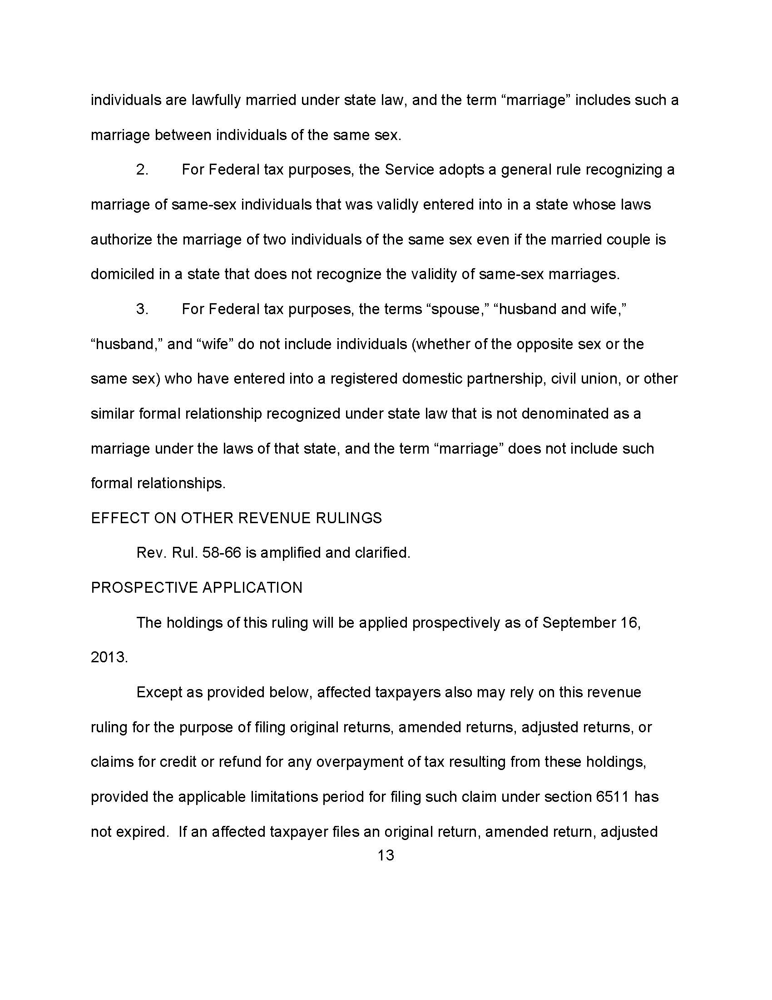 individuals are lawfully married under state law, and the term “marriage” includes such a
marriage between individuals of the same sex.
2. For Federal tax purposes, the Service adopts a general rule recognizing a
marriage of same-sex individuals that was validly entered into in a state whose laws
authorize the marriage of two individuals of the same sex even if the married couple is
domiciled in a state that does not recognize the validity of same-sex marriages.
3. For Federal tax purposes, the terms “spouse,” “husband and wife,”
“husband,” and “wife” do not include individuals (whether of the opposite sex or the
same sex) who have entered into a registered domestic partnership, civil union, or other
similar formal relationship recognized under state law that is not denominated as a
marriage under the laws of that state, and the term “marriage” does not include such
formal relationships.
EFFECT ON OTHER REVENUE RULINGS
Rev. Rul. 58-66 is amplified and clarified.
PROSPECTIVE APPLICATION
The holdings of this ruling will be applied prospectively as of September 16,
2013.
Except as provided below, affected taxpayers also may rely on this revenue
ruling for the purpose of filing original returns, amended returns, adjusted returns, or
claims for credit or refund for any overpayment of tax resulting from these holdings,
provided the applicable limitations period for filing such claim under section 6511 has
not expired.  If an affected taxpayer files an original return, amended return, adjusted
13